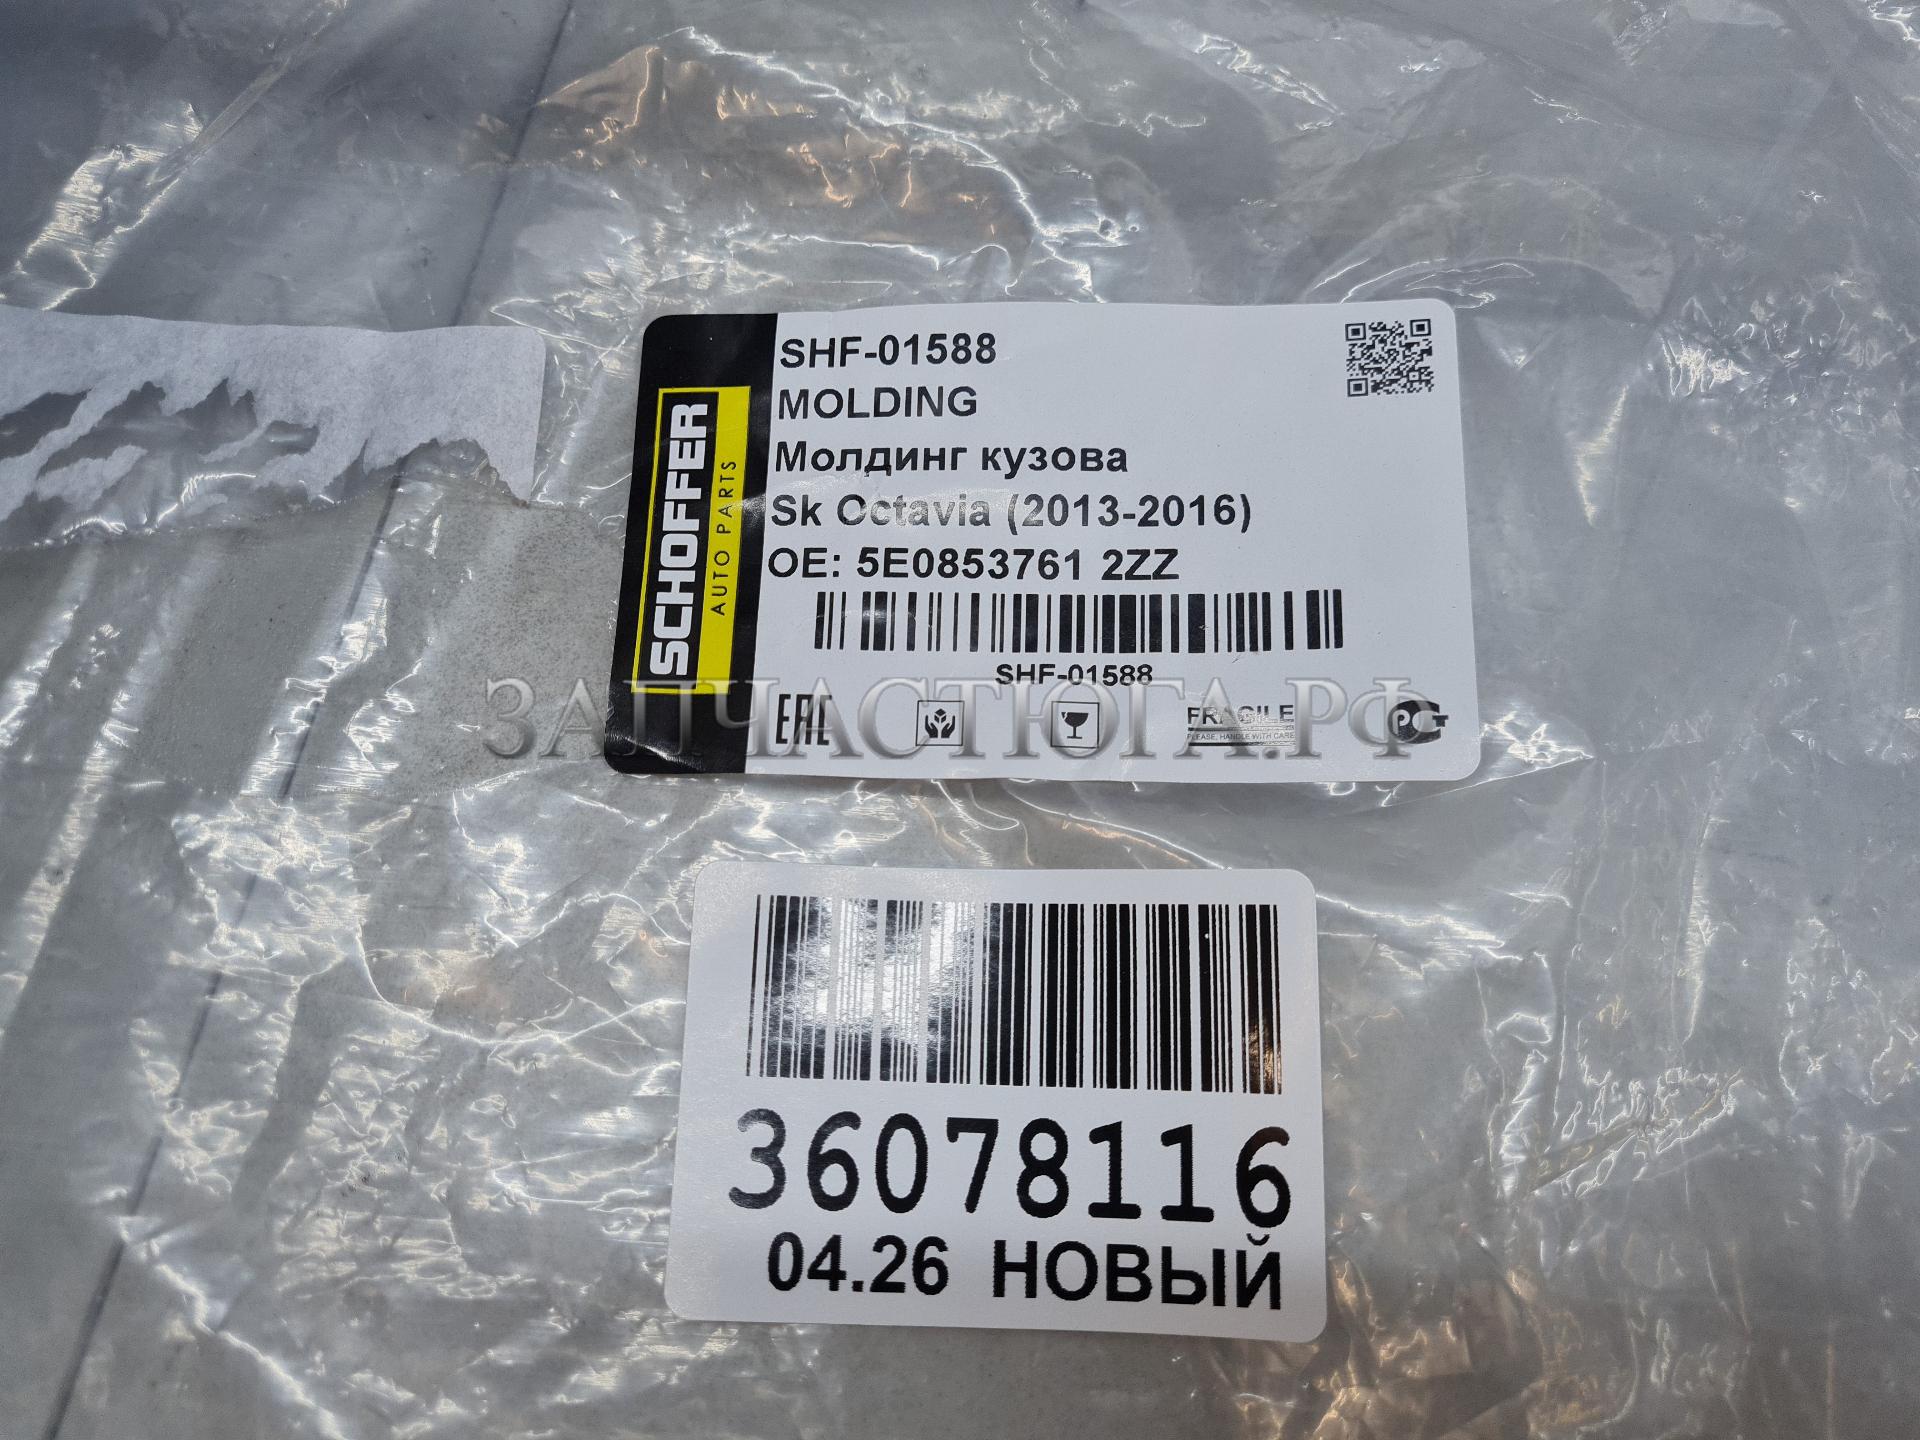 SCHOFFER
AUTO PARTS
SHF-01588
MOLDING
Молдинг кузова
Sk Octavia (2013-2016)
OE: 5E0853761 2ZZ
SHF-01588
EAC
FRAGILE
PLEASE, HANDLE WITH CARE
РСТ
ЗАПЧАСТЮГА.РФ
36078116
04.26 НОВЫЙ